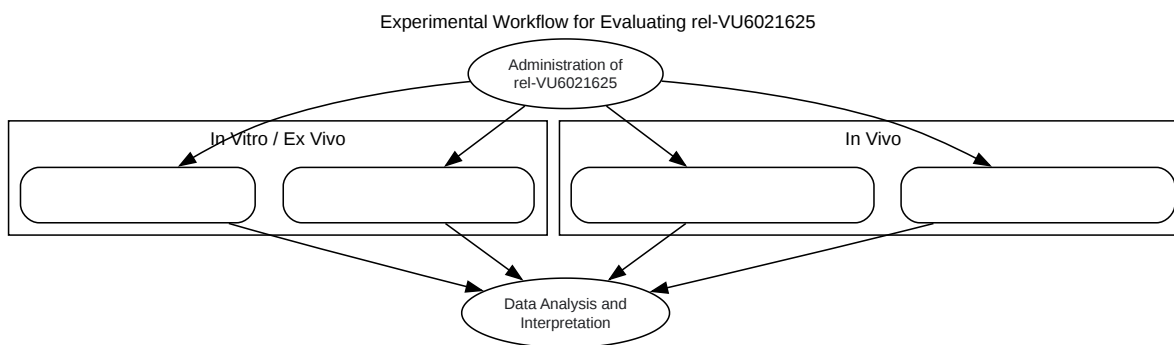 Experimental Workflow for Evaluating rel-VU6021625
Administration of
rel-VU6021625
In Vitro / Ex Vivo
In Vivo
Data Analysis and
Interpretation